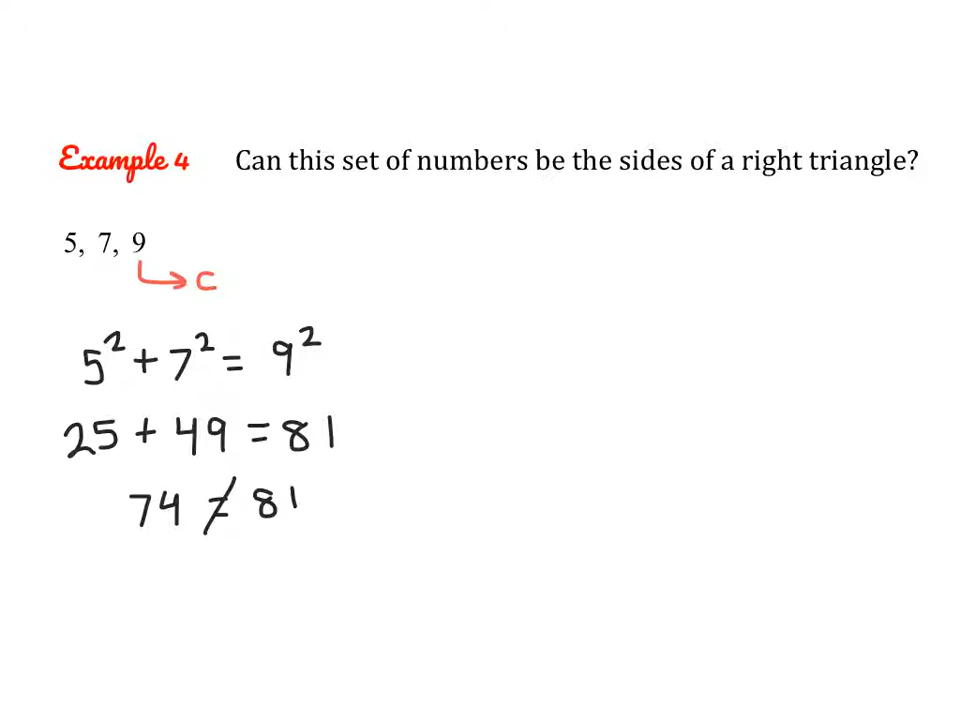 Example 4 Can this set of numbers be the sides of a right triangle?
5, 7, 9
↳ c
5² + 7² = 9²
25 + 49 = 81
74 ≠ 81